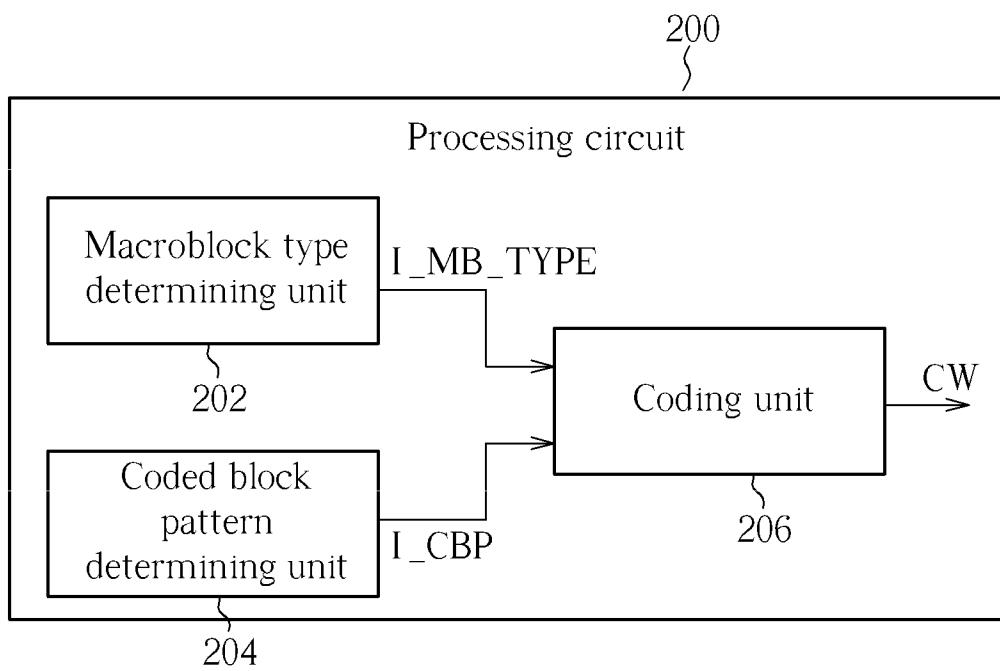 200
Processing circuit
Macroblock type
determining unit
I_MB_TYPE
202
Coding unit
CW
206
Coded block
pattern
determining unit
I_CBP
204